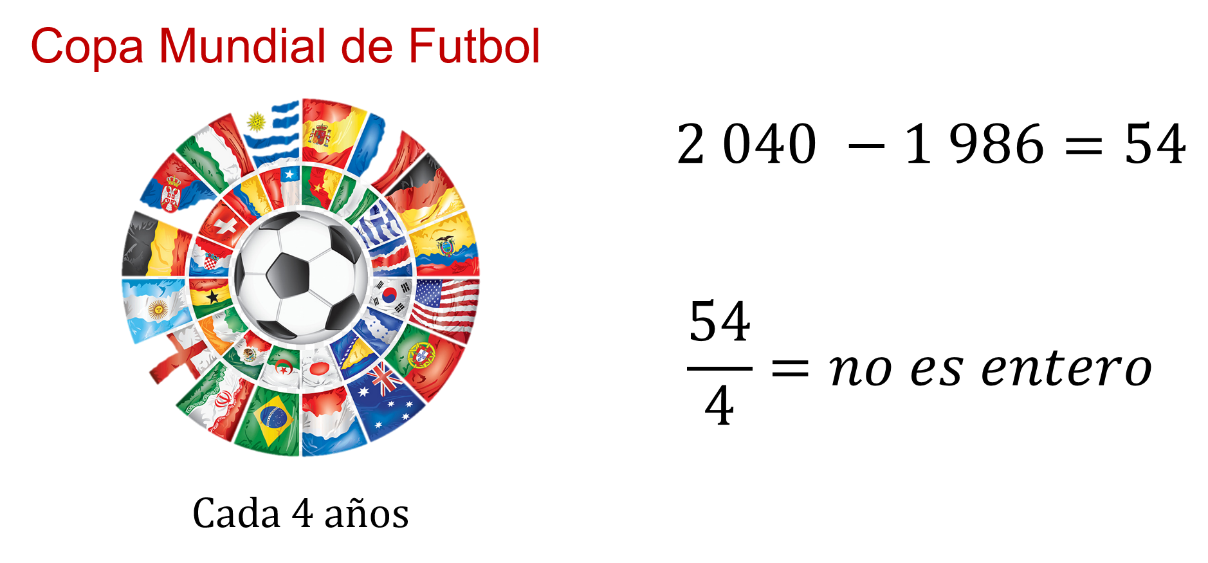 Copa Mundial de Futbol
2 040 − 1 986 = 54
54
4
= no es entero
Cada 4 años